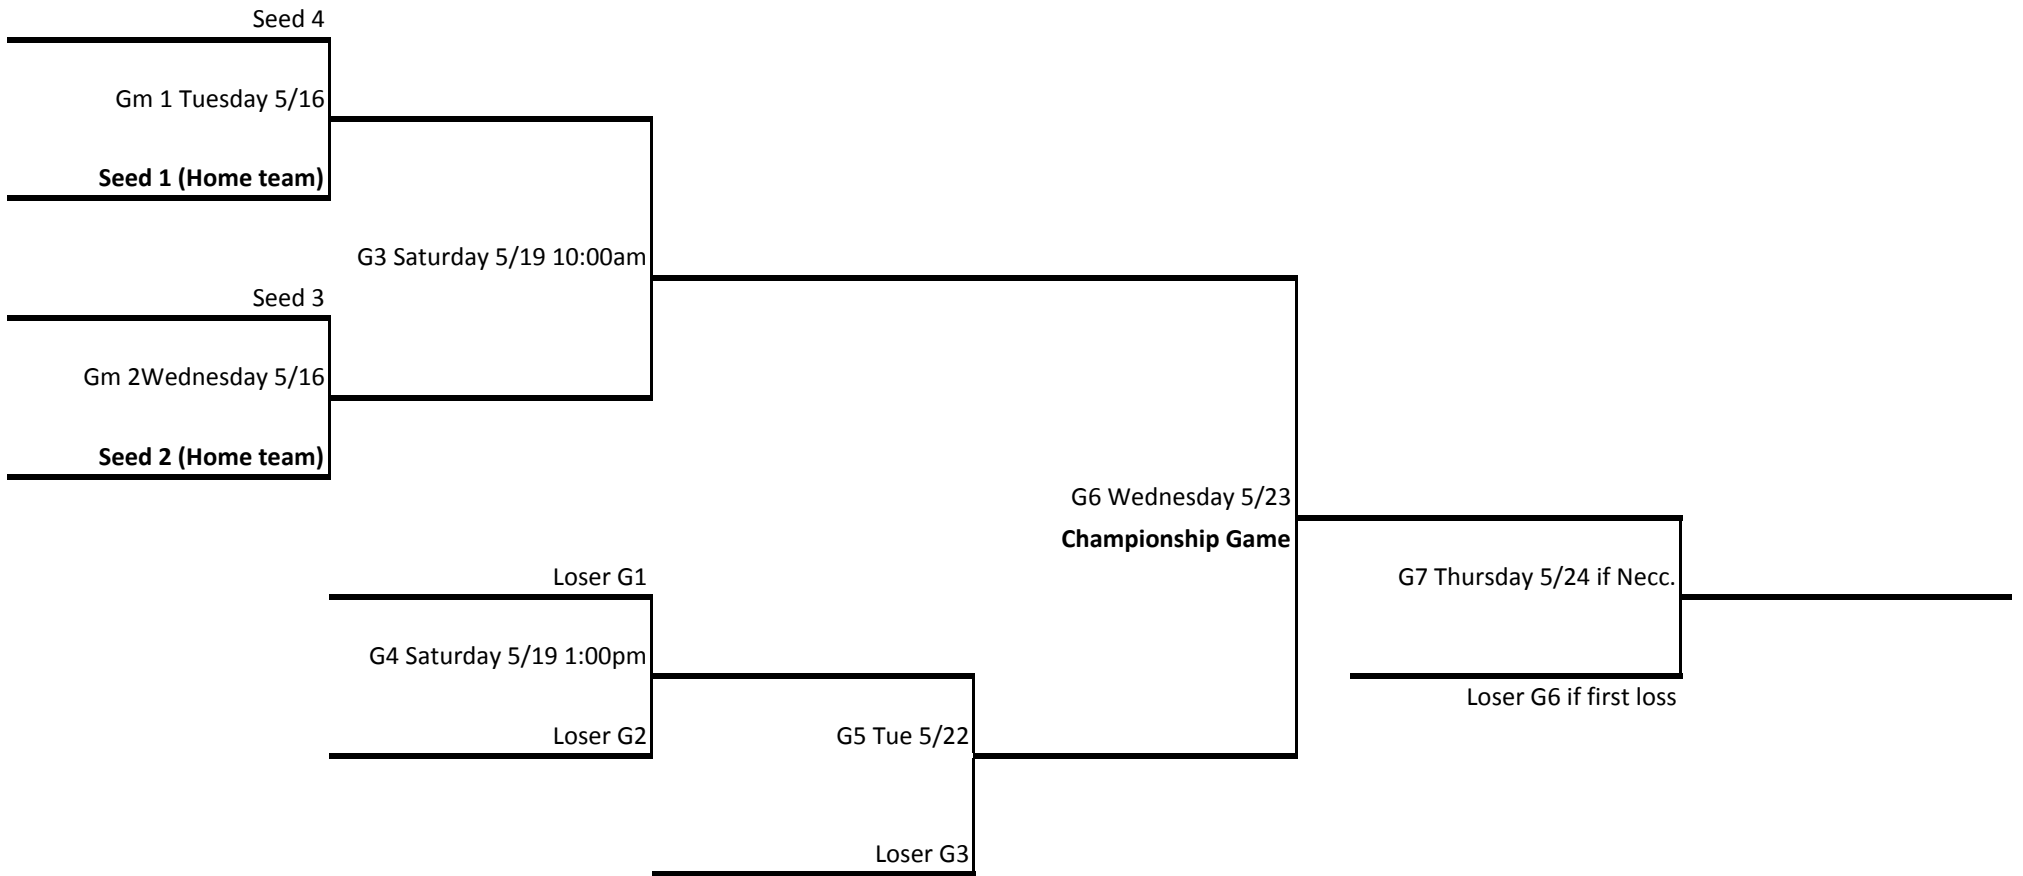 Seed 4
Gm 1 Tuesday 5/16
Seed 1 (Home team)
G3 Saturday 5/19 10:00am
Seed 3
Gm 2Wednesday 5/16
Seed 2 (Home team)
G6 Wednesday 5/23
Championship Game
Loser G1
G7 Thursday 5/24 if Necc.
G4 Saturday 5/19 1:00pm
Loser G6 if first loss
Loser G2
G5 Tue 5/22
Loser G3